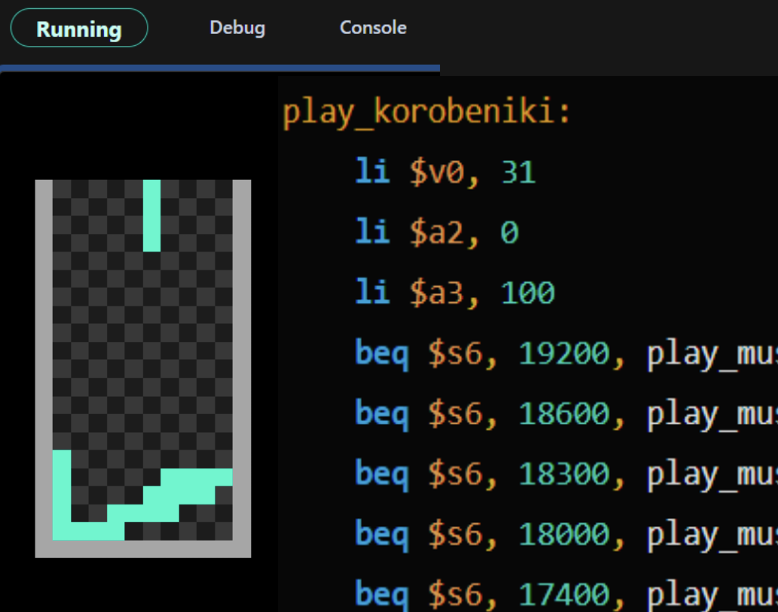 Running Debug Console
play_korobeniki:
li $v0, 31
li $a2, 0
li $a3, 100
beq $s6, 19200, play_mus
beq $s6, 18600, play_mus
beq $s6, 18300, play_mus
beq $s6, 18000, play_mus
beq $s6, 17400, play_mus